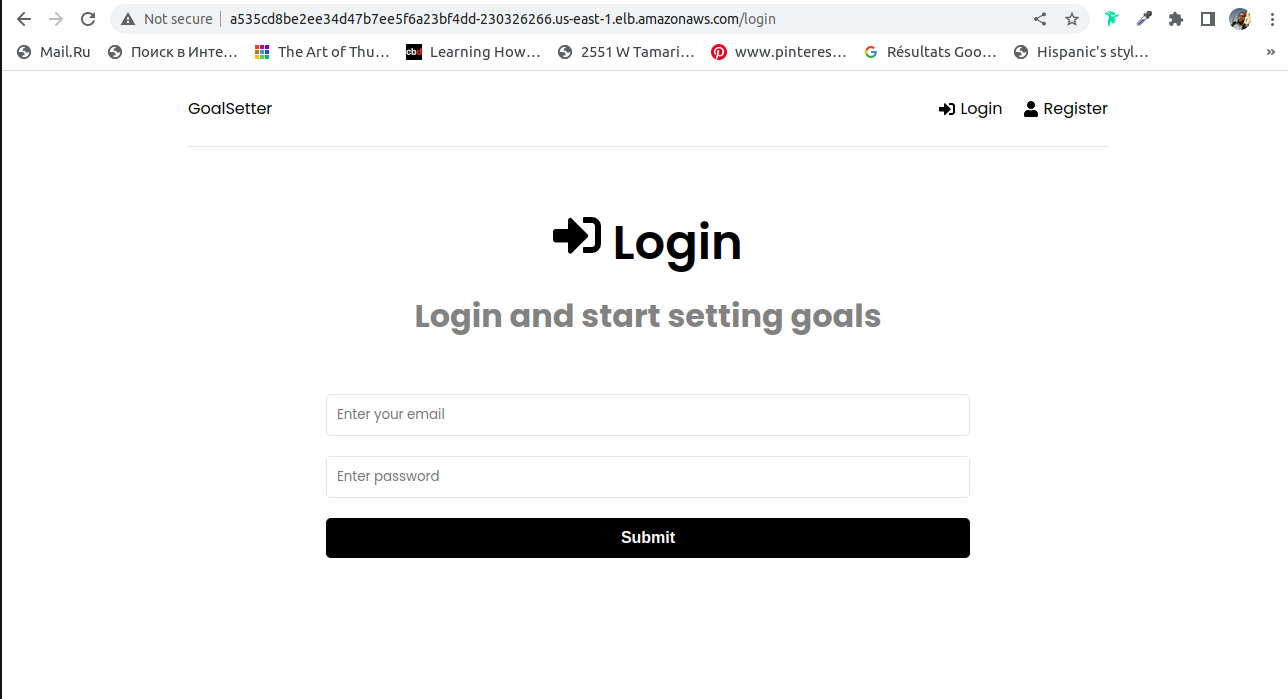 Not secure a535cd8be2ee34d47b7ee5f6a23bf4dd-230326266.us-east-1.elb.amazonaws.com/login
Mail.Ru Поиск в Инте… The Art of Thu… abd Learning How… 2551 W Tamari… www.pinteres… Résultats Goo… Hispanic's styl… »
GoalSetter Login Register
Login
Login and start setting goals
Enter your email
Enter password
Submit